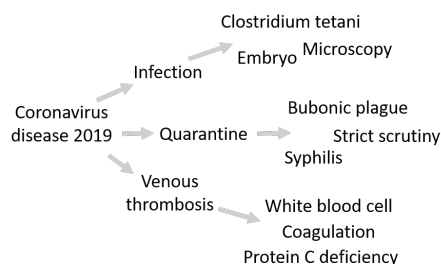 Clostridium tetani
Embryo Microscopy
Infection
Coronavirus
disease 2019
Quarantine
Bubonic plague
Strict scrutiny
Syphilis
Venous
thrombosis
White blood cell
Coagulation
Protein C deficiency